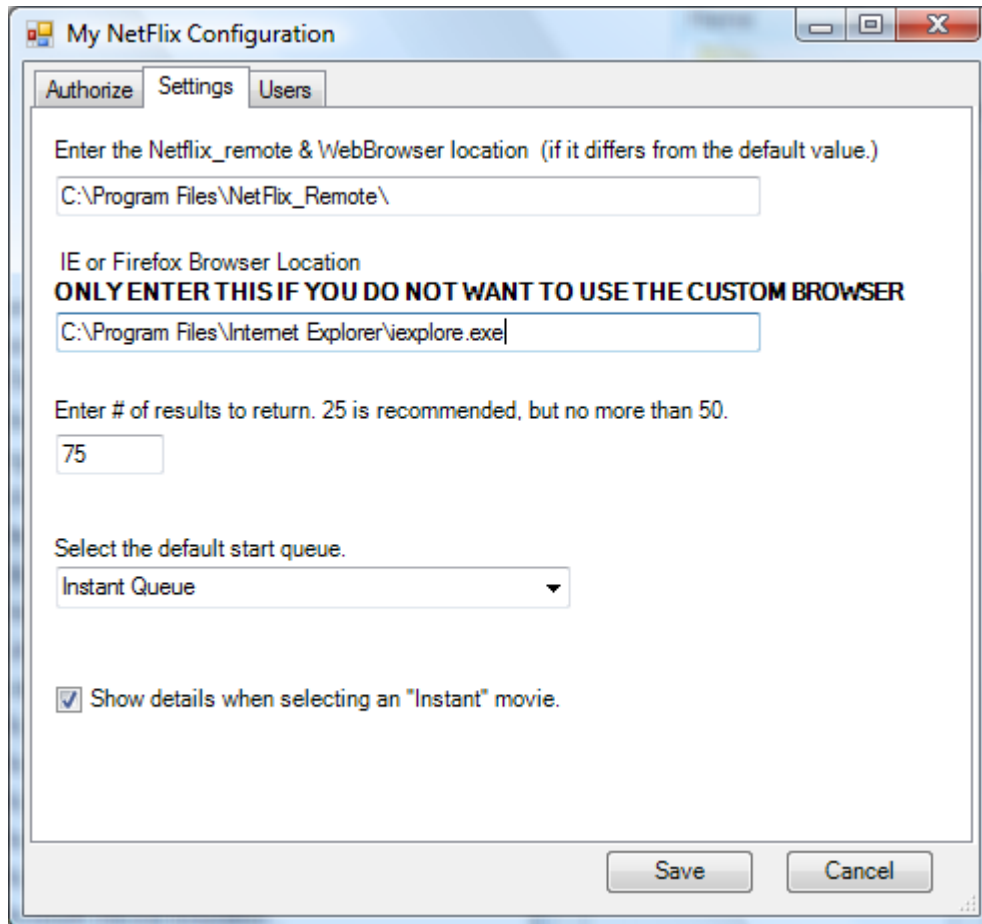 My NetFlix Configuration
Authorize Settings Users
Enter the Netflix_remote & WebBrowser location (if it differs from the default value.)
C:\Program Files\NetFlix_Remote\
IE or Firefox Browser Location
ONLY ENTER THIS IF YOU DO NOT WANT TO USE THE CUSTOM BROWSER
C:\Program Files\Internet Explorer\iexplore.exe
Enter # of results to return. 25 is recommended, but no more than 50.
75
Select the default start queue.
Instant Queue
Show details when selecting an "Instant" movie.
Save Cancel